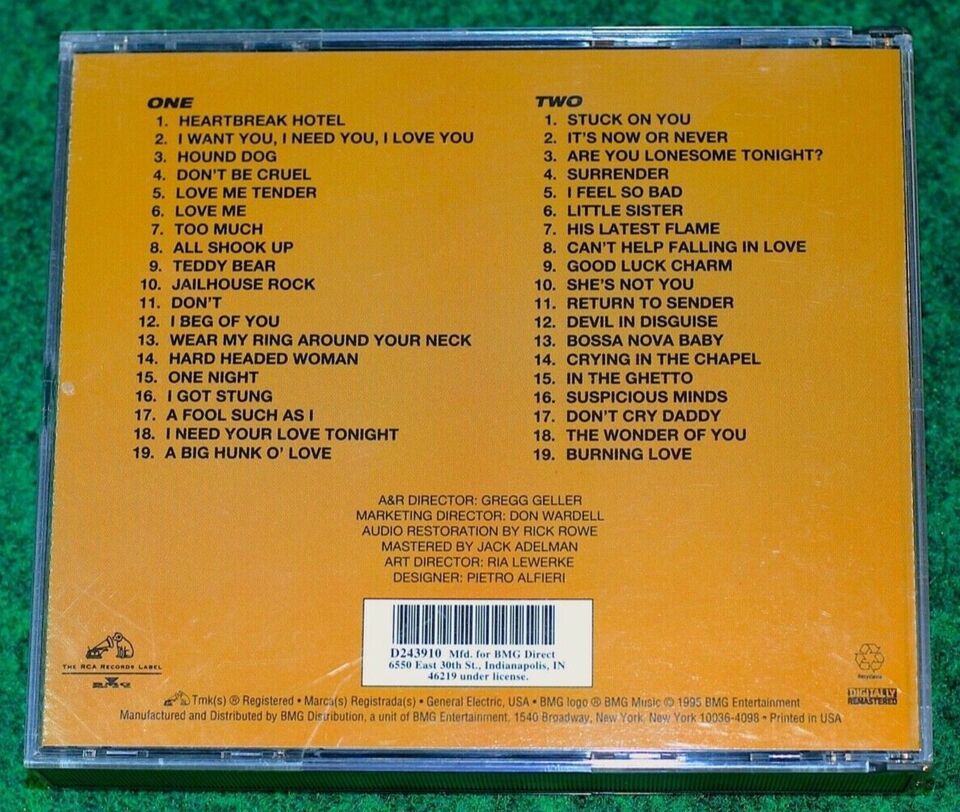 ONE
1. HEARTBREAK HOTEL
2. I WANT YOU, I NEED YOU, I LOVE YOU
3. HOUND DOG
4. DON'T BE CRUEL
5. LOVE ME TENDER
6. LOVE ME
7. TOO MUCH
8. ALL SHOOK UP
9. TEDDY BEAR
10. JAILHOUSE ROCK
11. DON'T
12. I BEG OF YOU
13. WEAR MY RING AROUND YOUR NECK
14. HARD HEADED WOMAN
15. ONE NIGHT
16. I GOT STUNG
17. A FOOL SUCH AS I
18. I NEED YOUR LOVE TONIGHT
19. A BIG HUNK O' LOVE
TWO
1. STUCK ON YOU
2. IT'S NOW OR NEVER
3. ARE YOU LONESOME TONIGHT?
4. SURRENDER
5. I FEEL SO BAD
6. LITTLE SISTER
7. HIS LATEST FLAME
8. CAN'T HELP FALLING IN LOVE
9. GOOD LUCK CHARM
10. SHE'S NOT YOU
11. RETURN TO SENDER
12. DEVIL IN DISGUISE
13. BOSSA NOVA BABY
14. CRYING IN THE CHAPEL
15. IN THE GHETTO
16. SUSPICIOUS MINDS
17. DON'T CRY DADDY
18. THE WONDER OF YOU
19. BURNING LOVE
A&R DIRECTOR: GREGG GELLER
MARKETING DIRECTOR: DON WARDELL
AUDIO RESTORATION BY RICK ROWE
MASTERED BY JACK ADELMAN
ART DIRECTOR: RIA LEWERKE
DESIGNER: PIETRO ALFIERI
D243910 Mfd. for BMG Direct
6550 East 30th St., Indianapolis, IN
46219 under license.
THE RCA RECORDS LABEL
BMG
Recyclable
DIGITALLY
REMASTERED
Tmk(s) ® Registered • Marca(s) Registrada(s) • General Electric, USA • BMG logo ® BMG Music © 1995 BMG Entertainment
Manufactured and Distributed by BMG Distribution, a unit of BMG Entertainment, 1540 Broadway, New York, New York 10036-4098 • Printed in USA